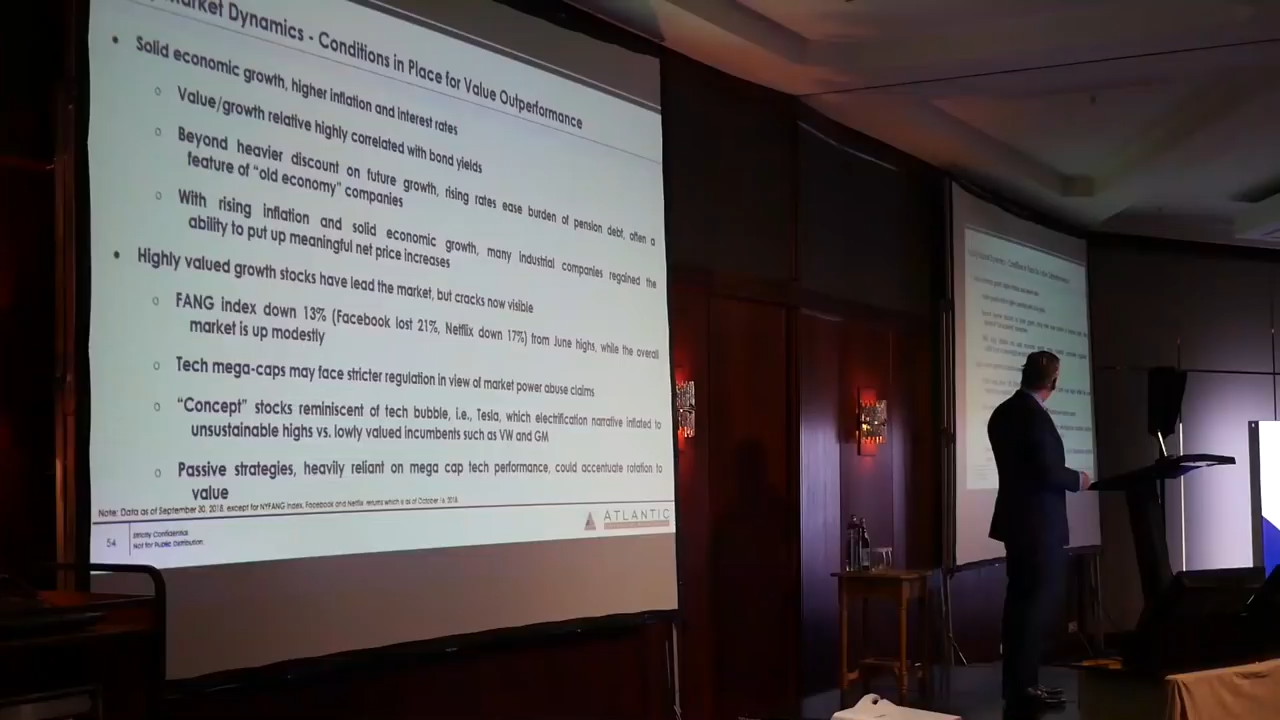 Market Dynamics - Conditions in Place for Value Outperformance
• Solid economic growth, higher inflation and interest rates
o Value/growth relative highly correlated with bond yields
o Beyond heavier discount on future growth, rising rates ease burden of pension debt, often a
feature of “old economy” companies
o With rising inflation and solid economic growth, many industrial companies regained the
ability to put up meaningful net price increases
• Highly valued growth stocks have lead the market, but cracks now visible
o FANG index down 13% (Facebook lost 21%, Netflix down 17%) from June highs, while the overall
market is up modestly
o Tech mega-caps may face stricter regulation in view of market power abuse claims
o “Concept” stocks reminiscent of tech bubble, i.e., Tesla, which electrification narrative inflated to
unsustainable highs vs. lowly valued incumbents such as VW and GM
o Passive strategies, heavily reliant on mega cap tech performance, could accentuate rotation to
value
Note: Data as of September 30, 2018, except for NYFANG Index, Facebook and Netflix returns which is as of October 16, 2018.
54
Strictly Confidential
Not for Public Distribution.
ATLANTIC